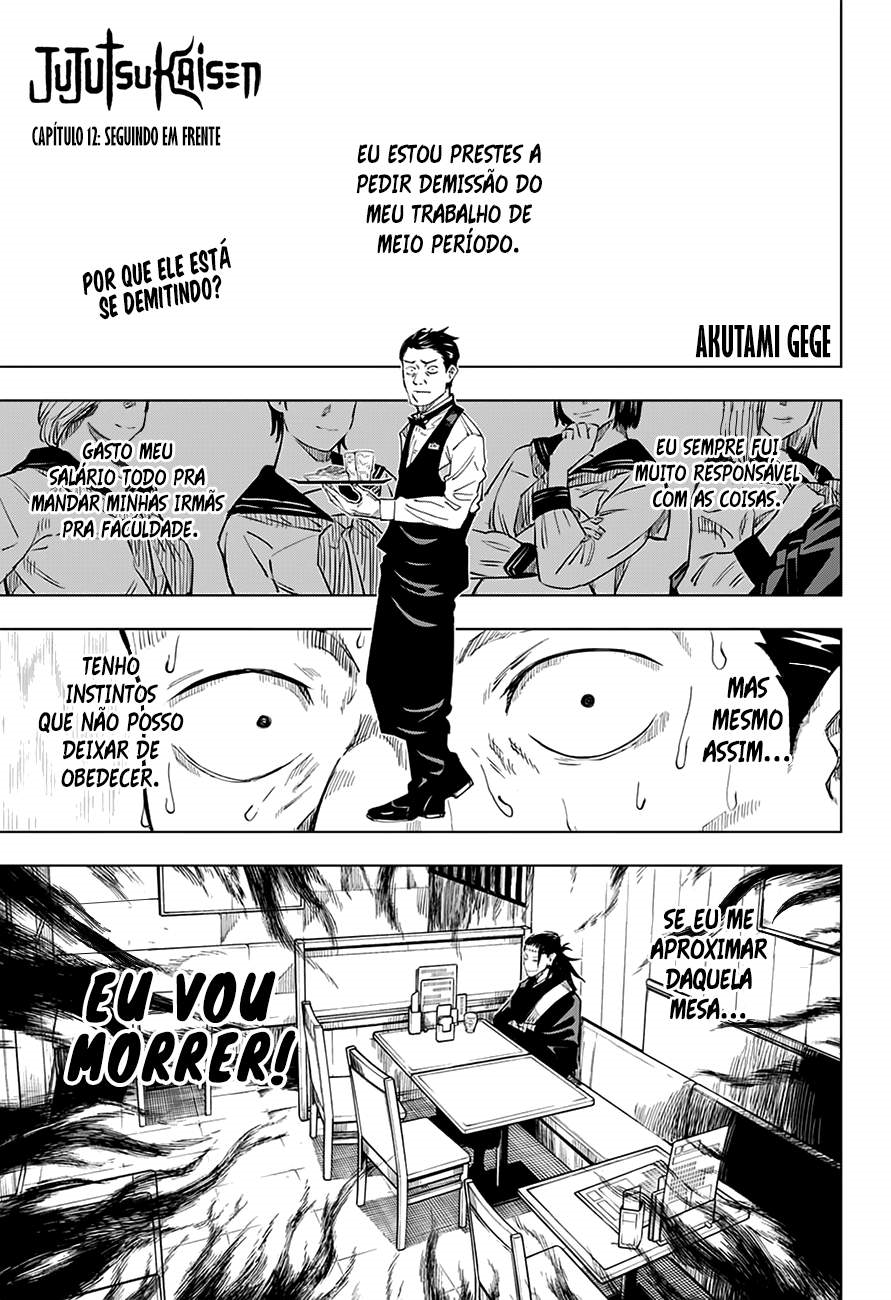 JUJUTSU KAISEN
CAPÍTULO 12: SEGUINDO EM FRENTE
EU ESTOU PRESTES A
PEDIR DEMISSÃO DO
MEU TRABALHO DE
MEIO PERÍODO.
POR QUE ELE ESTÁ
SE DEMITINDO?
AKUTAMI GEGE
EU SEMPRE FUI
MUITO RESPONSÁVEL
COM AS COISAS.
GASTO MEU
SALÁRIO TODO PRA
MANDAR MINHAS IRMÃS
PRA FACULDADE.
MAS
MESMO
ASSIM...
TENHO
INSTINTOS
QUE NÃO POSSO
DEIXAR DE
OBEDECER.
SE EU ME
APROXIMAR
DAQUELA
MESA...
EU VOU
MORRER!